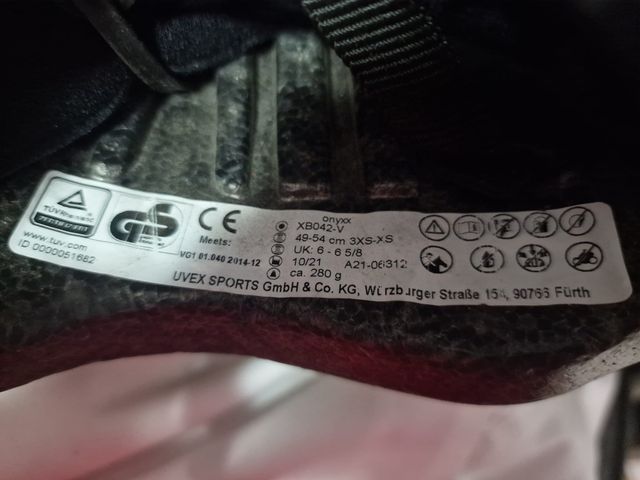 TÜVRheinland
ZERTIFIZIERT
www.tuv.com
ID 0000051682
GS
CE
Meets:
VG1 01.040 2014-12
onyxx
XB042-V
49-54 cm 3XS-XS
UK: 6 - 6 5/8
10/21 A21-06312
ca. 280 g
UVEX SPORTS GmbH & Co. KG, Würzburger Straße 154, 90766 Fürth